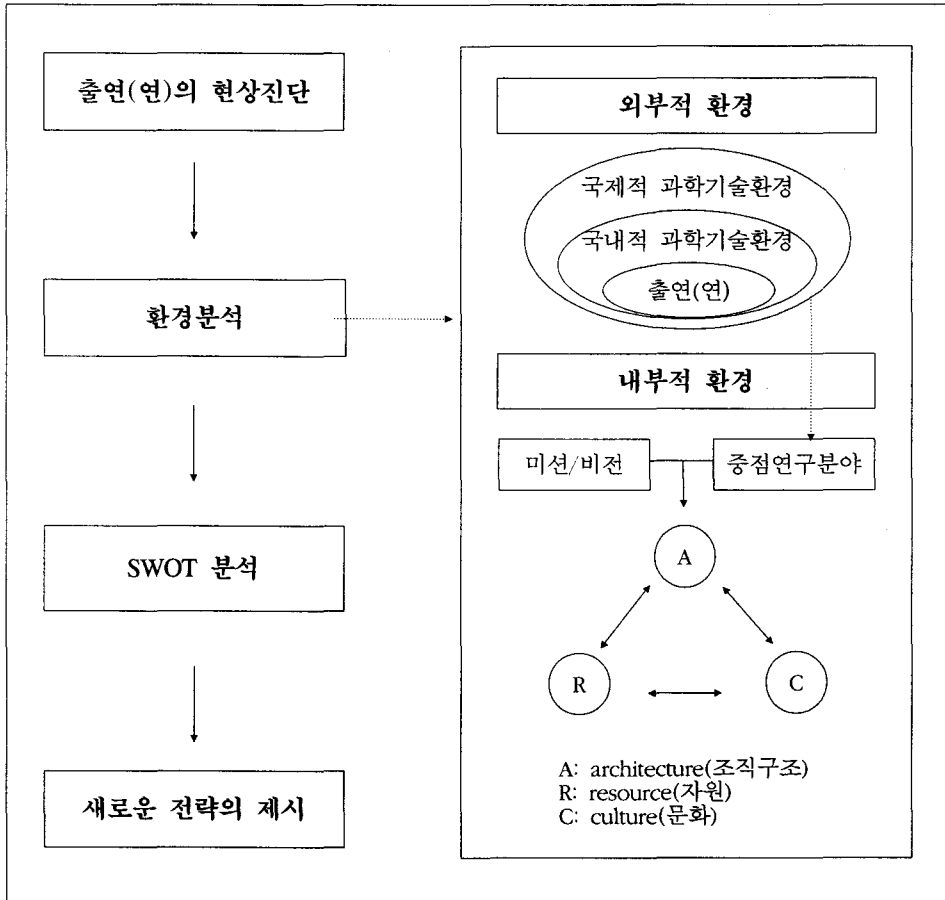 출연(연)의 현상진단
환경분석
SWOT 분석
새로운 전략의 제시
외부적 환경
국제적 과학기술환경
국내적 과학기술환경
출연(연)
내부적 환경
미션/비전
중점연구분야
A
R
C
A: architecture(조직구조)
R: resource(자원)
C: culture(문화)